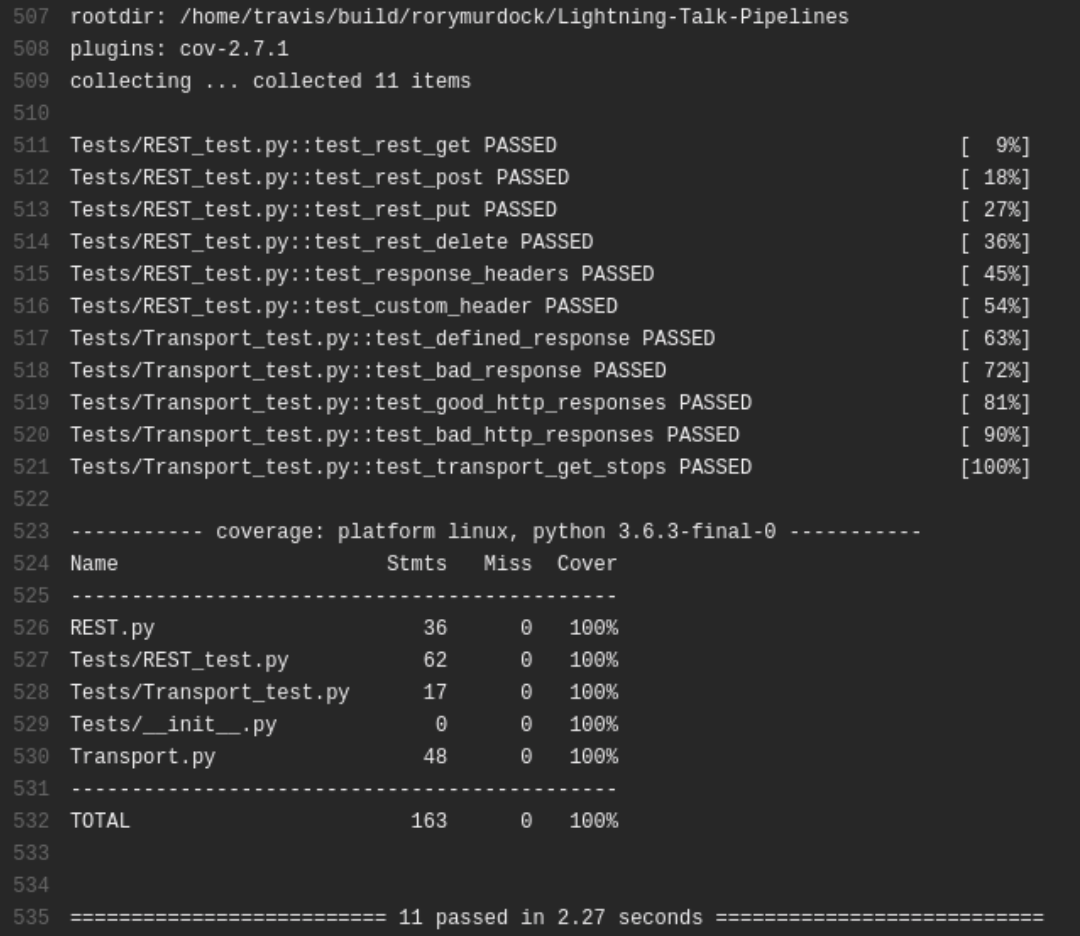 507 rootdir: /home/travis/build/rorymurdock/Lightning-Talk-Pipelines
508 plugins: cov-2.7.1
509 collecting ... collected 11 items
510
511 Tests/REST_test.py::test_rest_get PASSED [  9%]
512 Tests/REST_test.py::test_rest_post PASSED [ 18%]
513 Tests/REST_test.py::test_rest_put PASSED [ 27%]
514 Tests/REST_test.py::test_rest_delete PASSED [ 36%]
515 Tests/REST_test.py::test_response_headers PASSED [ 45%]
516 Tests/REST_test.py::test_custom_header PASSED [ 54%]
517 Tests/Transport_test.py::test_defined_response PASSED [ 63%]
518 Tests/Transport_test.py::test_bad_response PASSED [ 72%]
519 Tests/Transport_test.py::test_good_http_responses PASSED [ 81%]
520 Tests/Transport_test.py::test_bad_http_responses PASSED [ 90%]
521 Tests/Transport_test.py::test_transport_get_stops PASSED [100%]
522
523 ----------- coverage: platform linux, python 3.6.3-final-0 -----------
524 Name Stmts Miss Cover
525 ---------------------------------------------
526 REST.py 36 0 100%
527 Tests/REST_test.py 62 0 100%
528 Tests/Transport_test.py 17 0 100%
529 Tests/__init__.py 0 0 100%
530 Transport.py 48 0 100%
531 ---------------------------------------------
532 TOTAL 163 0 100%
533
534
535 ========================== 11 passed in 2.27 seconds ===========================